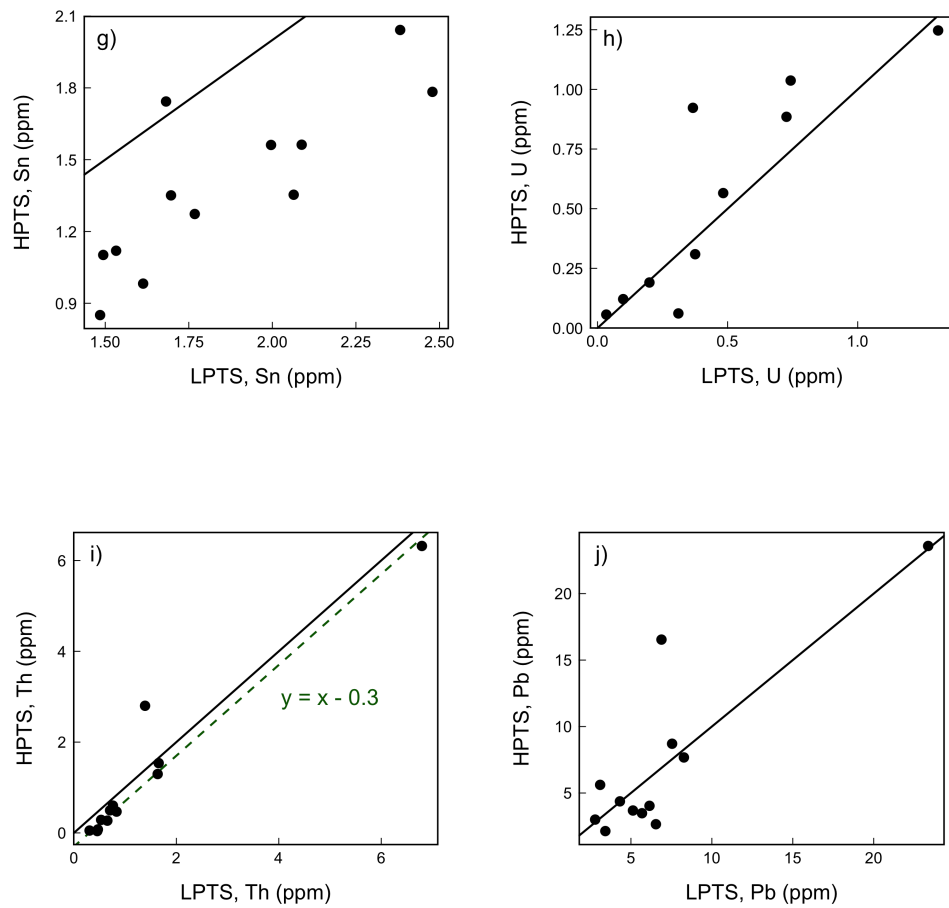 g)
HPTS, Sn (ppm)
2.1
1.8
1.5
1.2
0.9
1.50 1.75 2.00 2.25 2.50
LPTS, Sn (ppm)
h)
HPTS, U (ppm)
1.25
1.00
0.75
0.50
0.25
0.00
0.0 0.5 1.0
LPTS, U (ppm)
i)
HPTS, Th (ppm)
6
4
2
0
y = x - 0.3
0 2 4 6
LPTS, Th (ppm)
j)
HPTS, Pb (ppm)
20
15
10
5
5 10 15 20
LPTS, Pb (ppm)